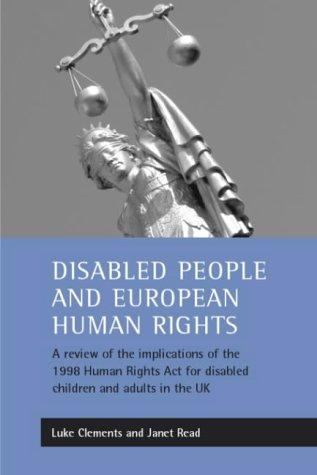 DISABLED PEOPLE
AND EUROPEAN
HUMAN RIGHTS
A review of the implications of the
1998 Human Rights Act for disabled
children and adults in the UK
Luke Clements and Janet Read